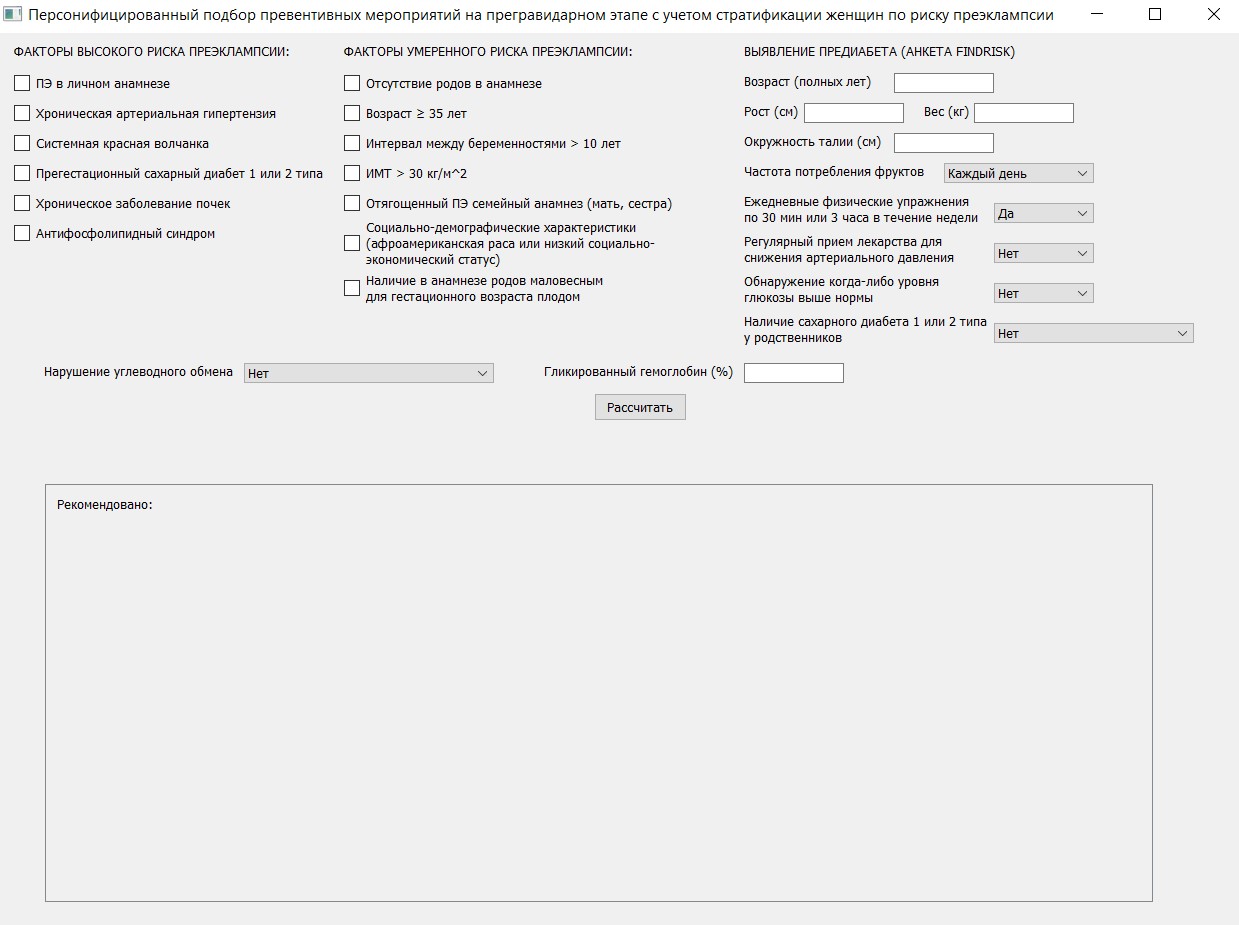 Персонифицированный подбор превентивных мероприятий на прегравидарном этапе с учетом стратификации женщин по риску преэклампсии
ФАКТОРЫ ВЫСОКОГО РИСКА ПРЕЭКЛАМПСИИ:
ПЭ в личном анамнезе
Хроническая артериальная гипертензия
Системная красная волчанка
Прегестационный сахарный диабет 1 или 2 типа
Хроническое заболевание почек
Антифосфолипидный синдром
ФАКТОРЫ УМЕРЕННОГО РИСКА ПРЕЭКЛАМПСИИ:
Отсутствие родов в анамнезе
Возраст ≥ 35 лет
Интервал между беременностями > 10 лет
ИМТ > 30 кг/м^2
Отягощенный ПЭ семейный анамнез (мать, сестра)
Социально-демографические характеристики
(афроамериканская раса или низкий социально-
экономический статус)
Наличие в анамнезе родов маловесным
для гестационного возраста плодом
ВЫЯВЛЕНИЕ ПРЕДИАБЕТА (АНКЕТА FINDRISK)
Возраст (полных лет)
Рост (см) Вес (кг)
Окружность талии (см)
Частота потребления фруктов Каждый день
Ежедневные физические упражнения
по 30 мин или 3 часа в течение недели Да
Регулярный прием лекарства для
снижения артериального давления Нет
Обнаружение когда-либо уровня
глюкозы выше нормы Нет
Наличие сахарного диабета 1 или 2 типа
у родственников Нет
Нарушение углеводного обмена Нет Гликированный гемоглобин (%)
Рассчитать
Рекомендовано: